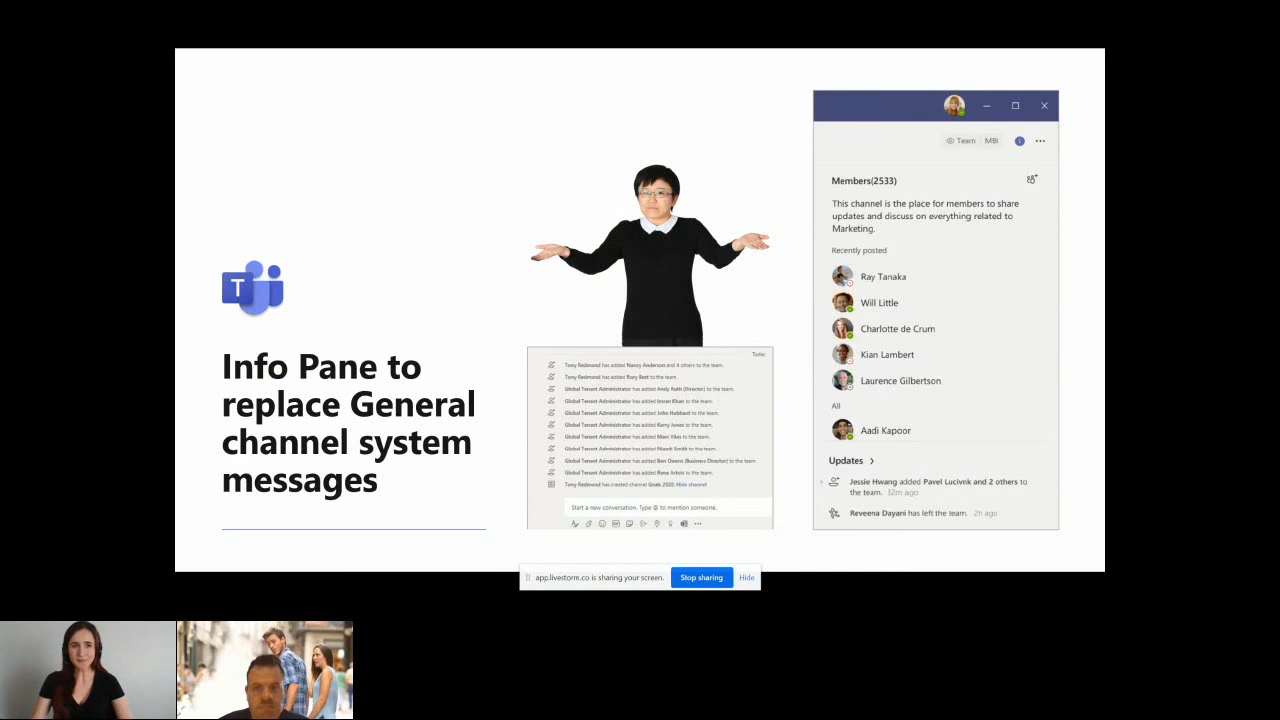 T
Info Pane to
replace General
channel system
messages
Today
Tony Redmond has added Nancy Anderson and 4 others to the team.
Tony Redmond has added Rory Best to the team.
Global Tenant Administrator has added Andy Ruth (Director) to the team.
Global Tenant Administrator has added Imran Khan to the team.
Global Tenant Administrator has added John Hubbard to the team.
Global Tenant Administrator has added Kerry Jones to the team.
Global Tenant Administrator has added Marc Viles to the team.
Global Tenant Administrator has added Niamh Smith to the team.
Global Tenant Administrator has added Ben Owens (Business Director) to the team.
Global Tenant Administrator has added Rene Artois to the team.
Tony Redmond has created channel Goals 2020. Hide channel
Start a new conversation. Type @ to mention someone.
Team MBI
Members(2533)
This channel is the place for members to share
updates and discuss on everything related to
Marketing.
Recently posted
Ray Tanaka
Will Little
Charlotte de Crum
Kian Lambert
Laurence Gilbertson
All
Aadi Kapoor
Updates >
Jessie Hwang added Pavel Lucivnk and 2 others to
the team. 32m ago
Reveena Dayani has left the team. 2h ago
app.livestorm.co is sharing your screen. Stop sharing Hide